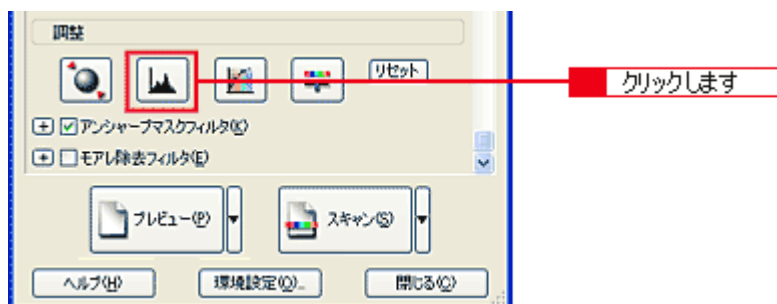 調整
リセット
クリックします
アンシャープマスクフィルタ(K)
モアレ除去フィルタ(E)
プレビュー(P)
スキャン(S)
ヘルプ(H)
環境設定(O)...
閉じる(C)